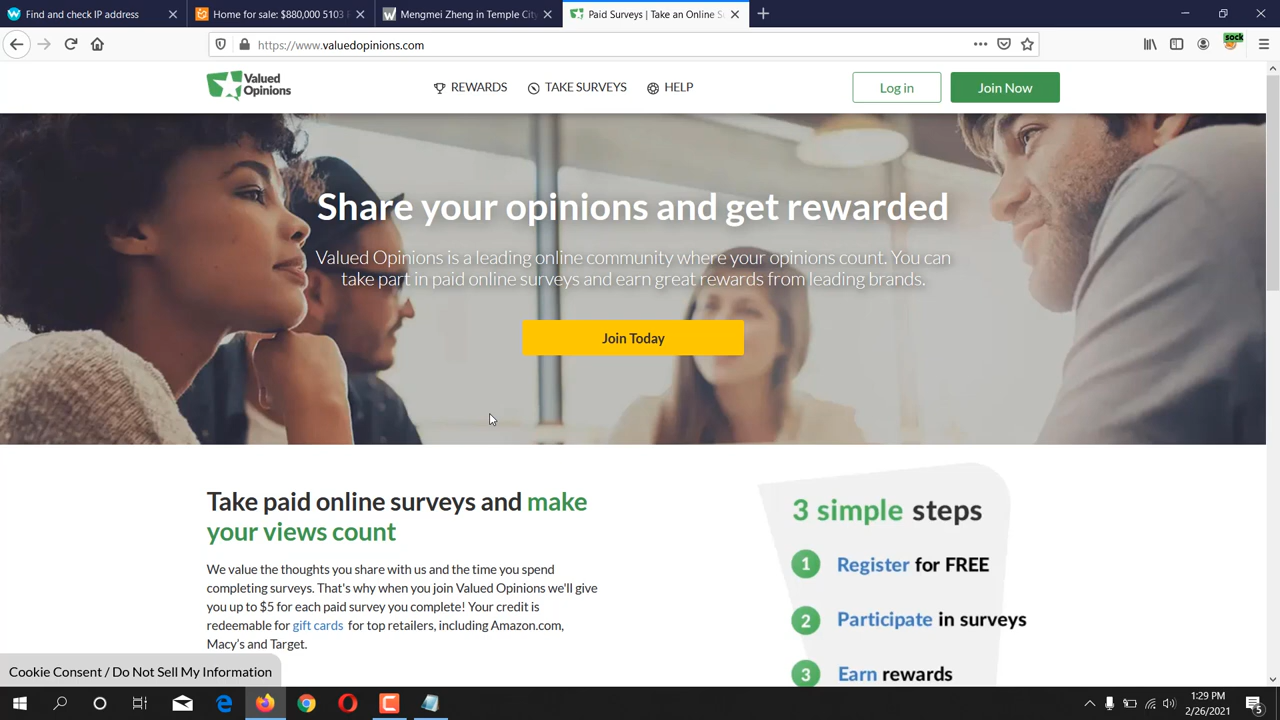 Find and check IP address
Home for sale: $880,000 5103
Mengmei Zheng in Temple City
Paid Surveys | Take an Online S
https://www.valuedopinions.com
sock
Valued
Opinions
REWARDS
TAKE SURVEYS
HELP
Log in
Join Now
Share your opinions and get rewarded
Valued Opinions is a leading online community where your opinions count. You can
take part in paid online surveys and earn great rewards from leading brands.
Join Today
Take paid online surveys and make
your views count
We value the thoughts you share with us and the time you spend
completing surveys. That's why when you join Valued Opinions we'll give
you up to $5 for each paid survey you complete! Your credit is
redeemable for gift cards for top retailers, including Amazon.com,
Macy's and Target.
3 simple steps
1 Register for FREE
2 Participate in surveys
3 Earn rewards
Cookie Consent / Do Not Sell My Information
1:29 PM
2/26/2021
5